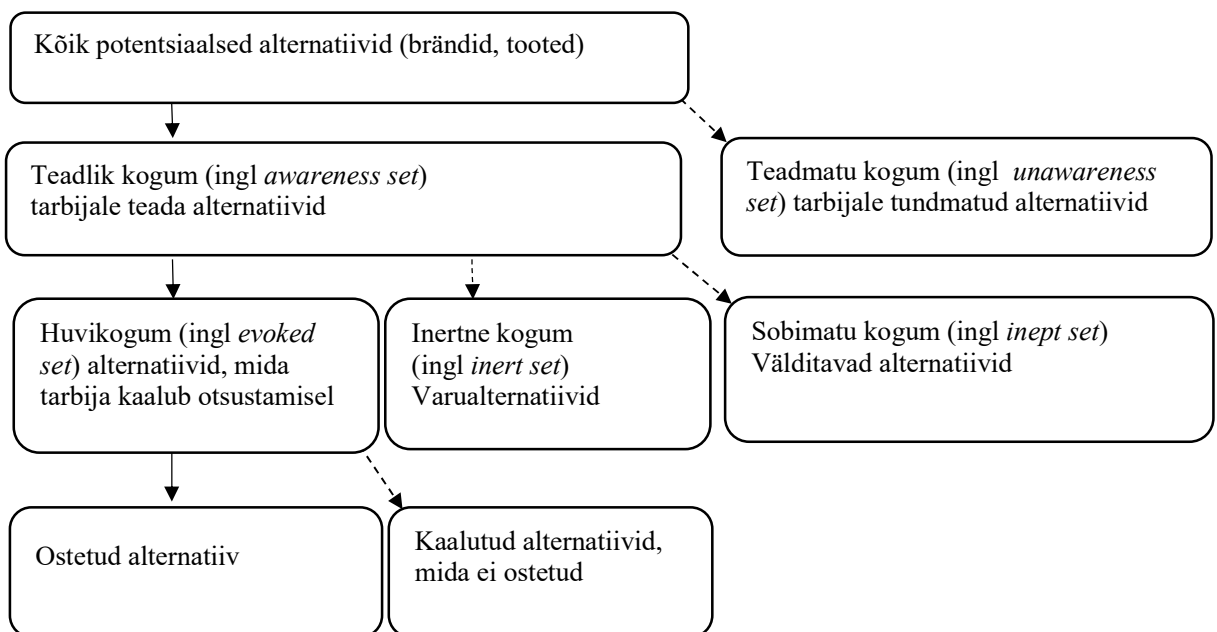 Kõik potentsiaalsed alternatiivid (brändid, tooted)
Teadlik kogum (ingl awareness set)
tarbijale teada alternatiivid
Teadmatu kogum (ingl unawareness
set) tarbijale tundmatud alternatiivid
Huvikogum (ingl evoked
set) alternatiivid, mida
tarbija kaalub otsustamisel
Inertne kogum
(ingl inert set)
Varualternatiivid
Sobimatu kogum (ingl inept set)
Välditavad alternatiivid
Ostetud alternatiiv
Kaalutud alternatiivid,
mida ei ostetud